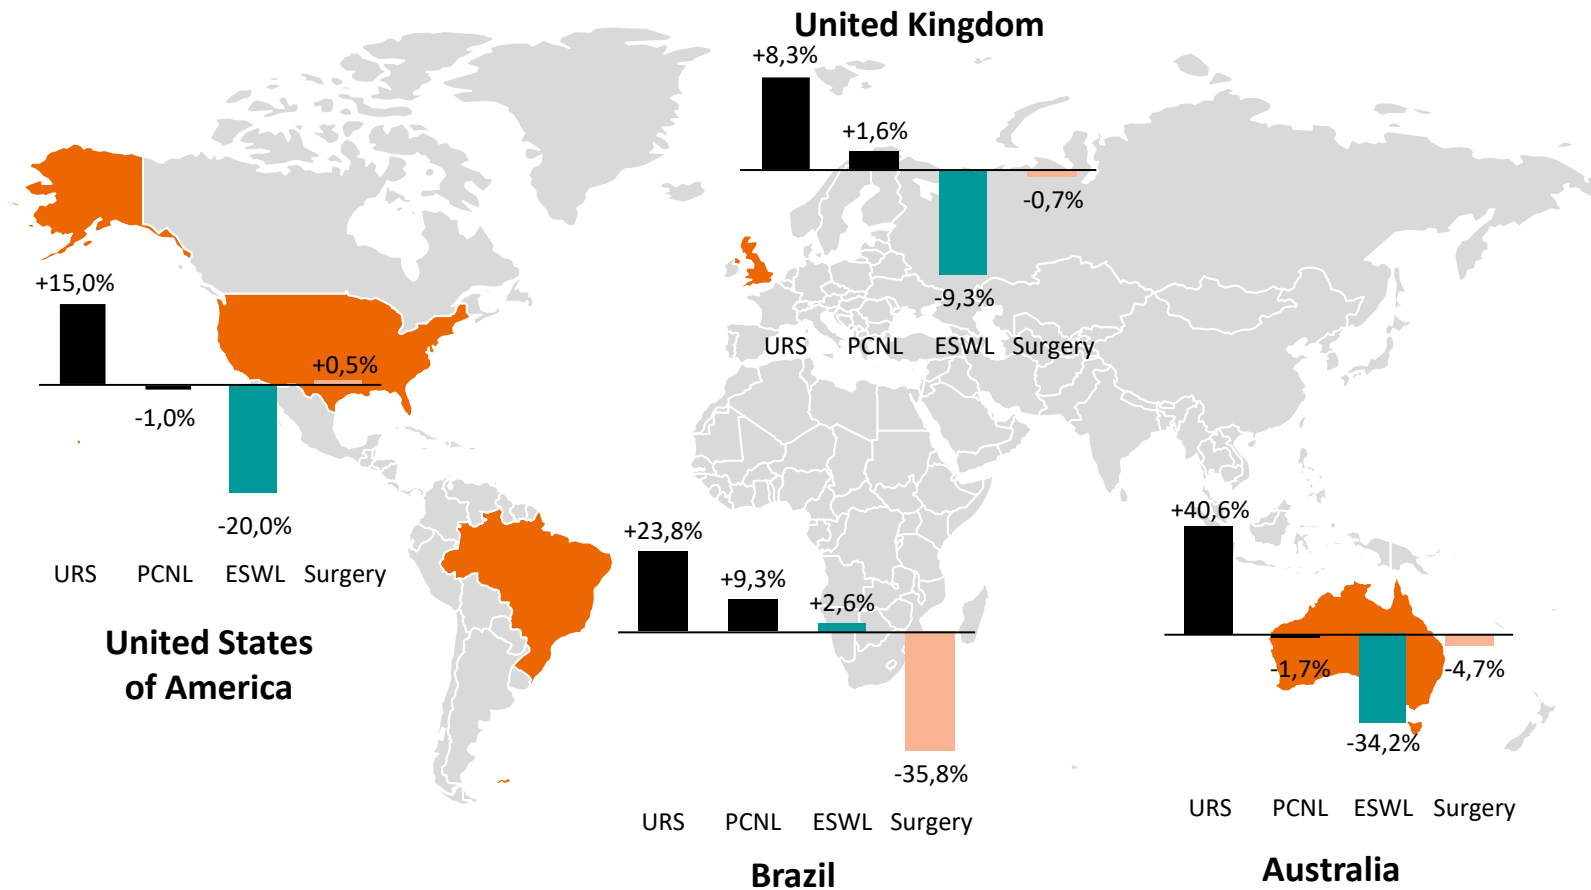 United Kingdom
+8,3%
+1,6%
-0,7%
-9,3%
URS PCNL ESWL Surgery
+15,0%
+0,5%
-1,0%
-20,0%
URS PCNL ESWL Surgery
United States
of America
+23,8%
+9,3%
+2,6%
-35,8%
URS PCNL ESWL Surgery
Brazil
+40,6%
-1,7%
-4,7%
-34,2%
URS PCNL ESWL Surgery
Australia